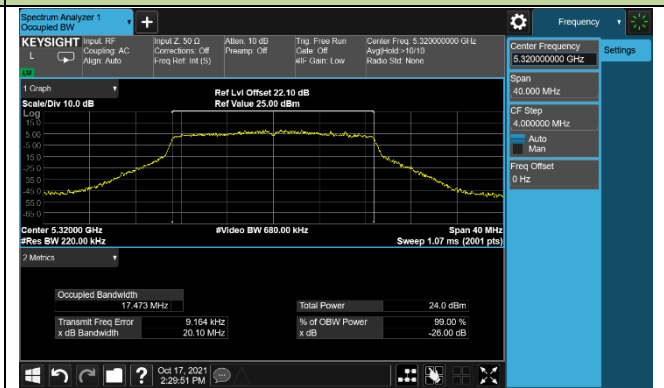 Spectrum Analyzer 1
Occupied BW
+
Frequency
KEYSIGHT
L
LXI
Input: RF
Coupling: AC
Align: Auto
Input Z: 50 Ω
Corrections: Off
Freq Ref: Int (S)
Atten: 10 dB
Preamp: Off
Trig: Free Run
Gate: Off
#IF Gain: Low
Center Freq: 5.320000000 GHz
Avg|Hold:>10/10
Radio Std: None
Center Frequency
5.320000000 GHz
Settings
Span
40.000 MHz
CF Step
4.000000 MHz
Auto
Man
Freq Offset
0 Hz
1 Graph
Scale/Div 10.0 dB
Ref Lvl Offset 22.10 dB
Ref Value 25.00 dBm
Log
15.0
5.00
-5.00
-15.0
-25.0
-35.0
-45.0
-55.0
-65.0
Center 5.32000 GHz
#Res BW 220.00 kHz
#Video BW 680.00 kHz
Span 40 MHz
Sweep 1.07 ms (2001 pts)
2 Metrics
Occupied Bandwidth
17.473 MHz
Total Power 24.0 dBm
Transmit Freq Error 9.164 kHz
% of OBW Power 99.00 %
x dB Bandwidth 20.10 MHz
x dB -26.00 dB
?
Oct 17, 2021
2:29:51 PM